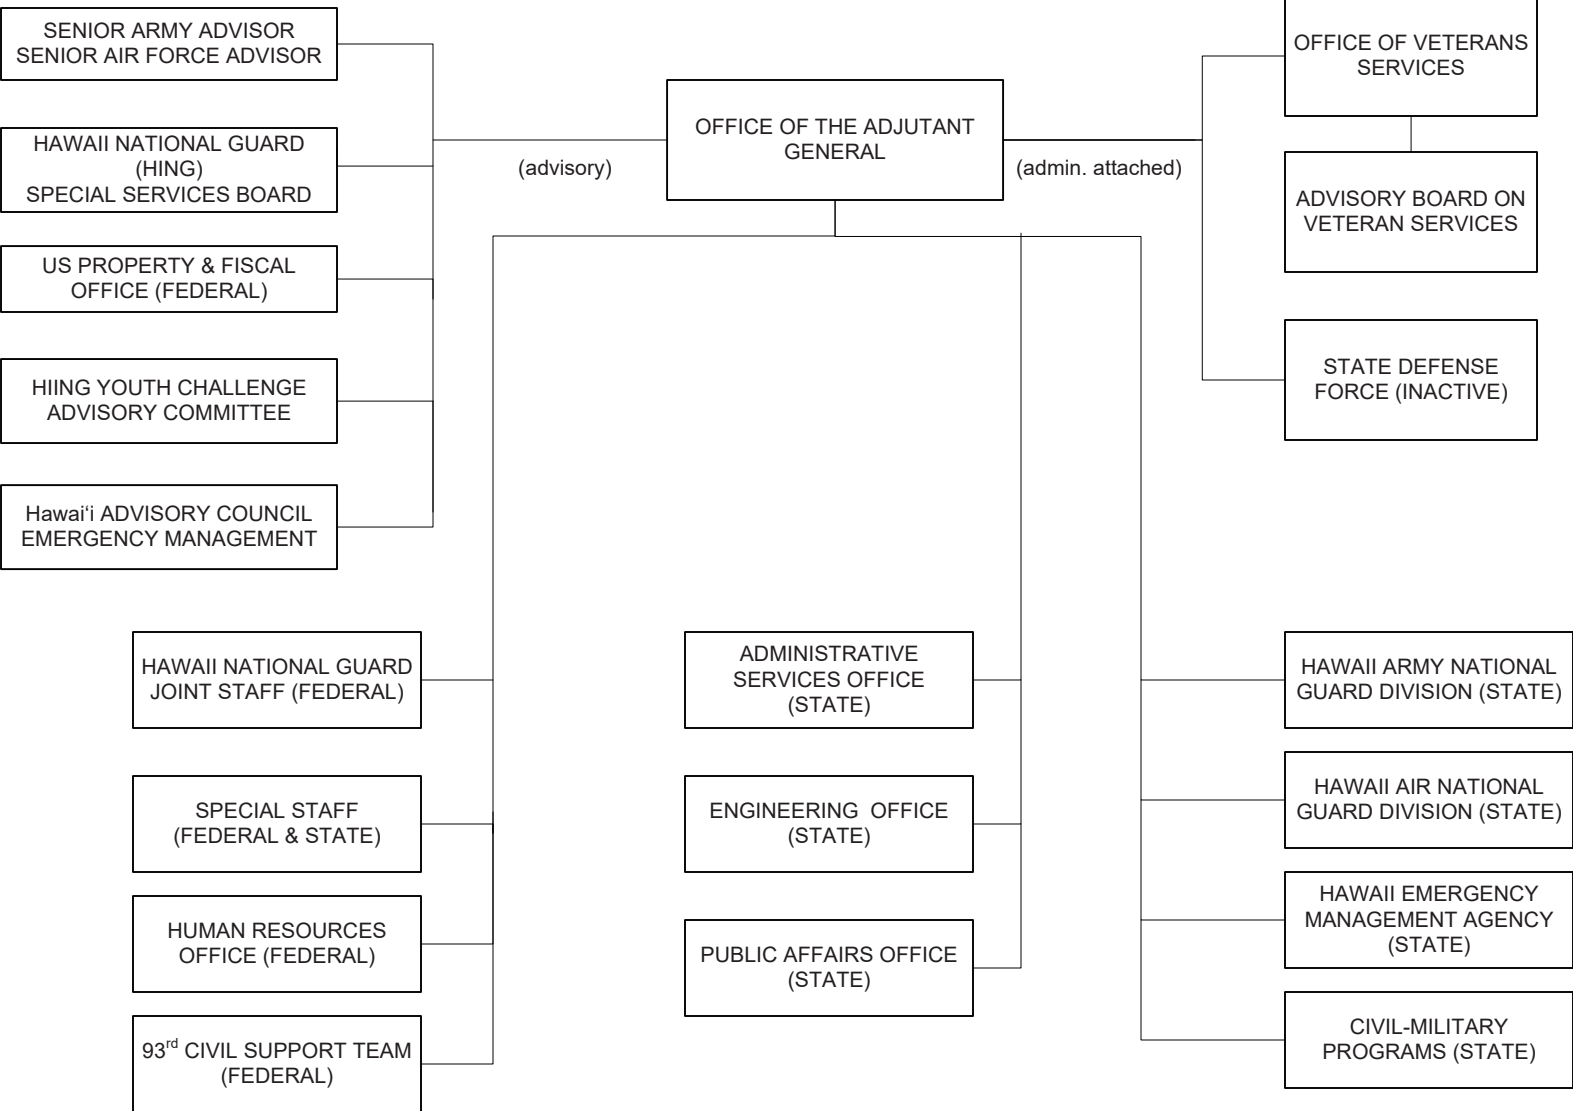 SENIOR ARMY ADVISOR
SENIOR AIR FORCE ADVISOR
HAWAII NATIONAL GUARD
(HING)
SPECIAL SERVICES BOARD
US PROPERTY & FISCAL
OFFICE (FEDERAL)
HIING YOUTH CHALLENGE
ADVISORY COMMITTEE
Hawaiʻi ADVISORY COUNCIL
EMERGENCY MANAGEMENT
(advisory)
OFFICE OF THE ADJUTANT
GENERAL
(admin. attached)
OFFICE OF VETERANS
SERVICES
ADVISORY BOARD ON
VETERAN SERVICES
STATE DEFENSE
FORCE (INACTIVE)
HAWAII NATIONAL GUARD
JOINT STAFF (FEDERAL)
SPECIAL STAFF
(FEDERAL & STATE)
HUMAN RESOURCES
OFFICE (FEDERAL)
93rd CIVIL SUPPORT TEAM
(FEDERAL)
ADMINISTRATIVE
SERVICES OFFICE
(STATE)
ENGINEERING OFFICE
(STATE)
PUBLIC AFFAIRS OFFICE
(STATE)
HAWAII ARMY NATIONAL
GUARD DIVISION (STATE)
HAWAII AIR NATIONAL
GUARD DIVISION (STATE)
HAWAII EMERGENCY
MANAGEMENT AGENCY
(STATE)
CIVIL-MILITARY
PROGRAMS (STATE)